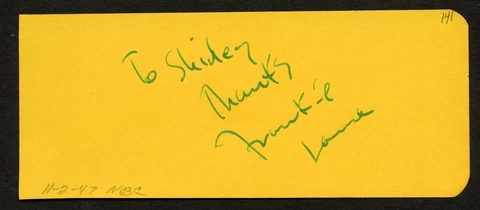 141
To Shirley
Thanks
Frankie
Laine
11-2-47 NBC